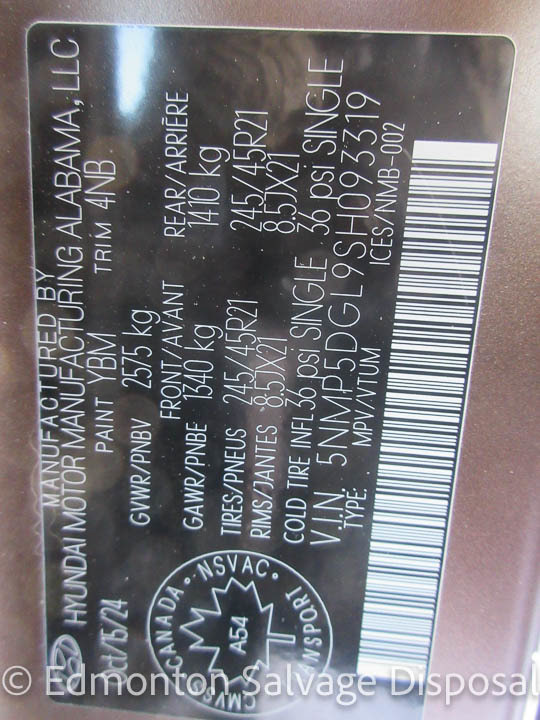 MANUFACTURED BY
HYUNDAI MOTOR MANUFACTURING ALABAMA, LLC
Oct/15/24
PAINT YBM TRIM 4NB
GVWR/PNBV 2575 kg
FRONT/AVANT REAR/ARRIÈRE
GAWR/PNBE 1340 kg 1410 kg
TIRES/PNEUS 245/45R21 245/45R21
RIMS/JANTES 8.5JX21 8.5JX21
COLD TIRE INFL 36 psi SINGLE 36 psi SINGLE
V.I.N 5NMP5DGL9SH093319
TYPE: MPV/VTUM ICES/NMB-002
CANADA · NSVAC · TRANSPORT CMVSS
A54
© Edmonton Salvage Disposal